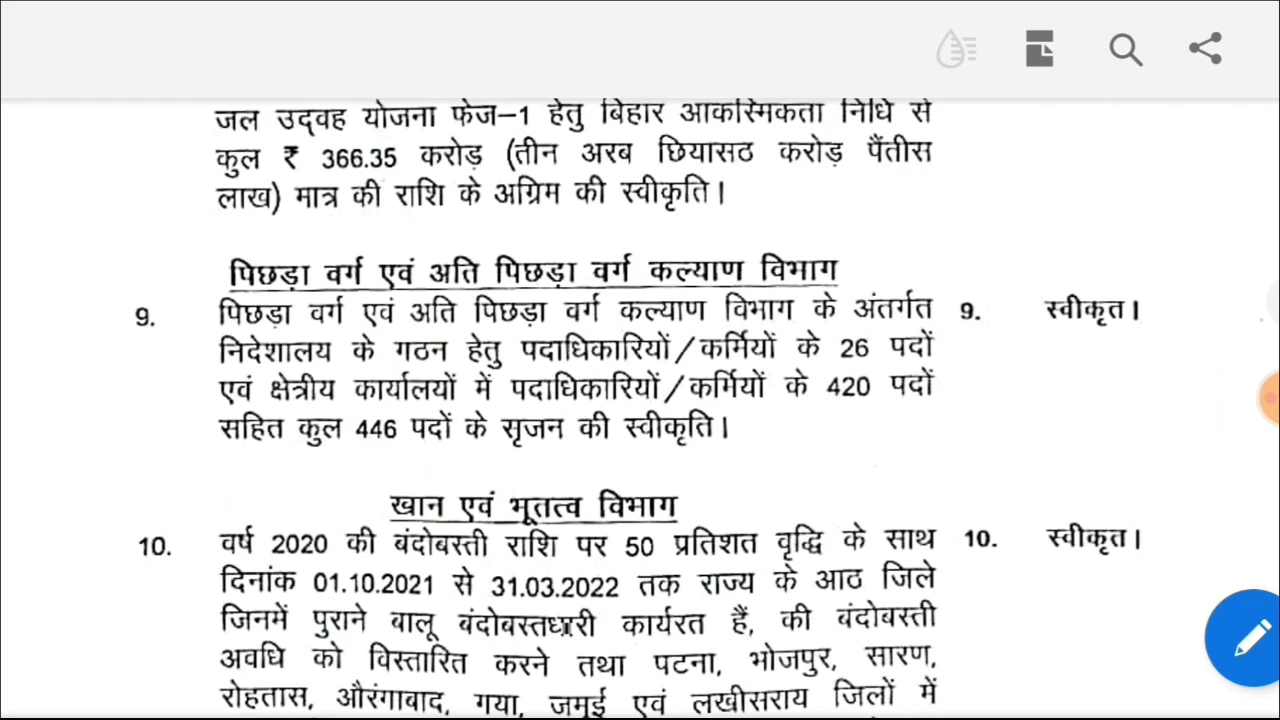 जल उद्वह योजना फेज–1 हेतु बिहार आकस्मिकता निधि से
कुल ₹ 366.35 करोड़ (तीन अरब छियासठ करोड़ पैंतीस
लाख) मात्र की राशि के अग्रिम की स्वीकृति।
पिछड़ा वर्ग एवं अति पिछड़ा वर्ग कल्याण विभाग
9. पिछड़ा वर्ग एवं अति पिछड़ा वर्ग कल्याण विभाग के अंतर्गत 9. स्वीकृत।
निदेशालय के गठन हेतु पदाधिकारियों/कर्मियों के 26 पदों
एवं क्षेत्रीय कार्यालयों में पदाधिकारियों/कर्मियों के 420 पदों
सहित कुल 446 पदों के सृजन की स्वीकृति।
खान एवं भूतत्व विभाग
10. वर्ष 2020 की बंदोबस्ती राशि पर 50 प्रतिशत वृद्धि के साथ 10. स्वीकृत।
दिनांक 01.10.2021 से 31.03.2022 तक राज्य के आठ जिले
जिनमें पुराने बालू बंदोबस्तधारी कार्यरत हैं, की बंदोबस्ती
अवधि को विस्तारित करने तथा पटना, भोजपुर, सारण,
रोहतास, औरंगाबाद, गया, जमुई एवं लखीसराय जिलों में